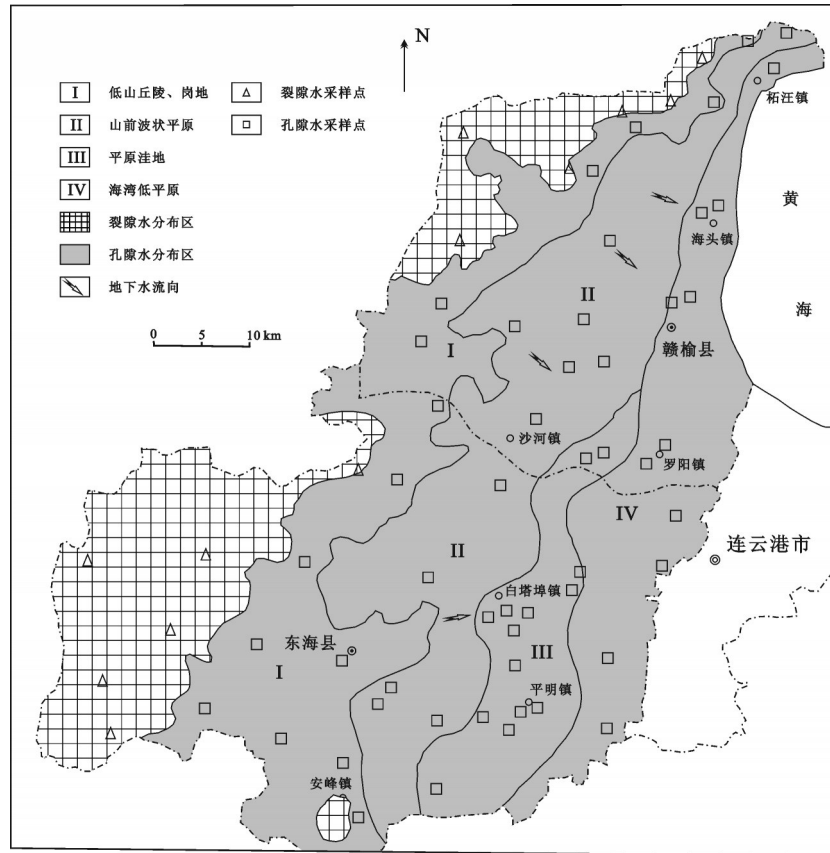 N
I 低山丘陵、岗地
△ 裂隙水采样点
II 山前波状平原
□ 孔隙水采样点
III 平原洼地
IV 海湾低平原
裂隙水分布区
孔隙水分布区
地下水流向
0 5 10 km
柘汪镇
黄
海
海头镇
II
赣榆县
I
沙河镇
罗阳镇
IV
连云港市
II
白塔埠镇
东海县
III
I
平明镇
安峰镇